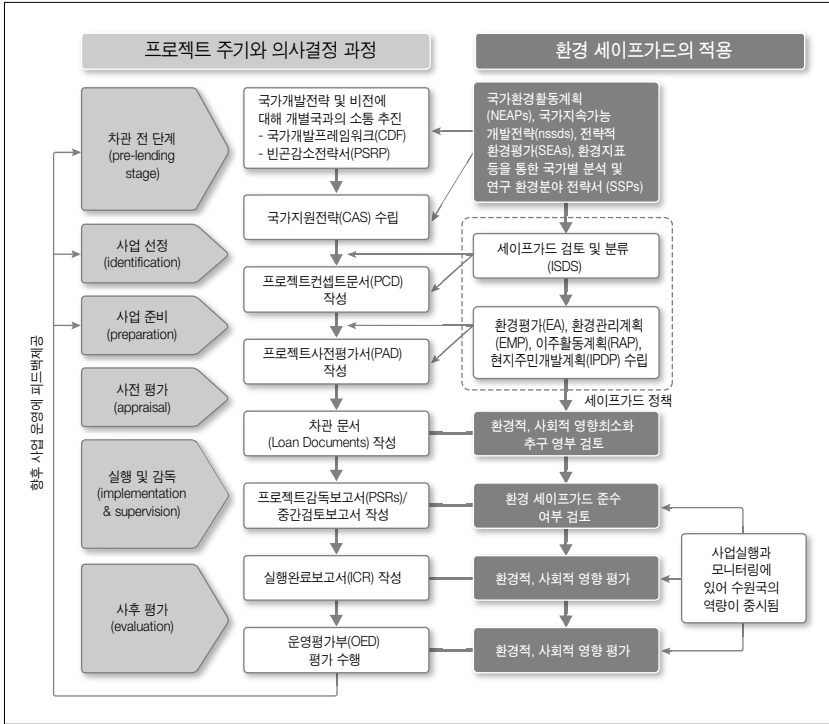 프로젝트 주기와 의사결정 과정
환경 세이프가드의 적용
차관 전 단계
(pre-lending
stage)
국가개발전략 및 비전에
대해 개별국과의 소통 추진
- 국가개발프레임워크(CDF)
- 빈곤감소전략서(PSRP)
국가환경활동계획
(NEAPs), 국가지속가능
개발전략(nssds), 전략적
환경평가(SEAs), 환경지표
등을 통한 국가별 분석 및
연구 환경분야 전략서 (SSPs)
국가지원전략(CAS) 수립
사업 선정
(identification)
세이프가드 검토 및 분류
(ISDS)
프로젝트컨셉트문서(PCD)
작성
사업 준비
(preparation)
환경평가(EA), 환경관리계획
(EMP), 이주활동계획(RAP),
현지주민개발계획(IPDP) 수립
프로젝트사전평가서(PAD)
작성
세이프가드 정책
사전 평가
(appraisal)
차관 문서
(Loan Documents) 작성
환경적, 사회적 영향최소화
추구 영부 검토
실행 및 감독
(implementation
& supervision)
프로젝트감독보고서(PSRs)/
중간검토보고서 작성
환경 세이프가드 준수
여부 검토
사업실행과
모니터링에
있어 수원국의
역량이 중시됨
실행완료보고서(ICR) 작성
환경적, 사회적 영향 평가
사후 평가
(evaluation)
운영평가부(OED)
평가 수행
환경적, 사회적 영향 평가
향후 사업 운영에 피드백제공